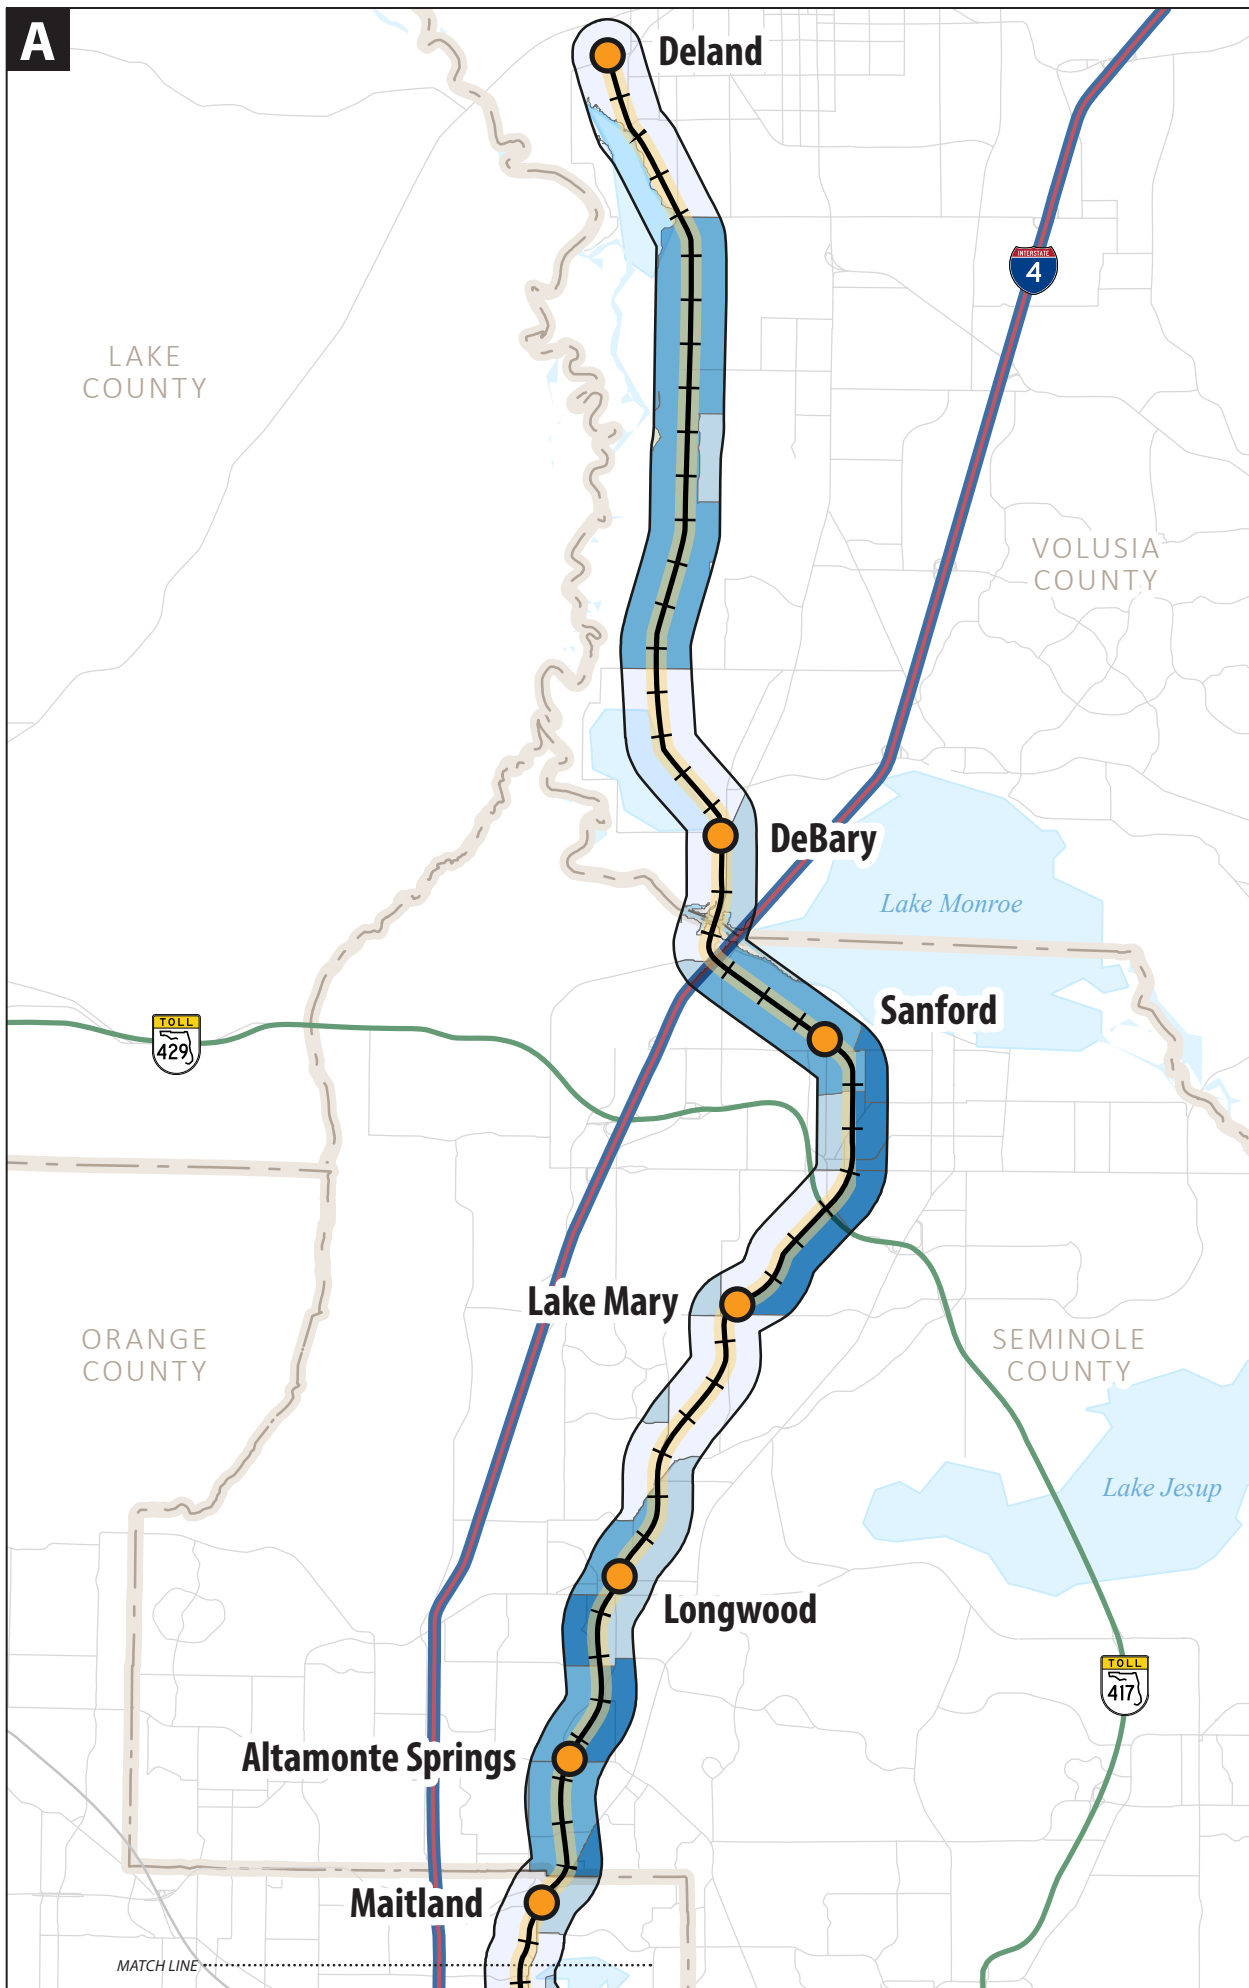 A
Deland
INTERSTATE
4
LAKE
COUNTY
VOLUSIA
COUNTY
DeBary
Lake Monroe
Sanford
TOLL
429
Lake Mary
ORANGE
COUNTY
SEMINOLE
COUNTY
Lake Jesup
Longwood
TOLL
417
Altamonte Springs
Maitland
MATCH LINE